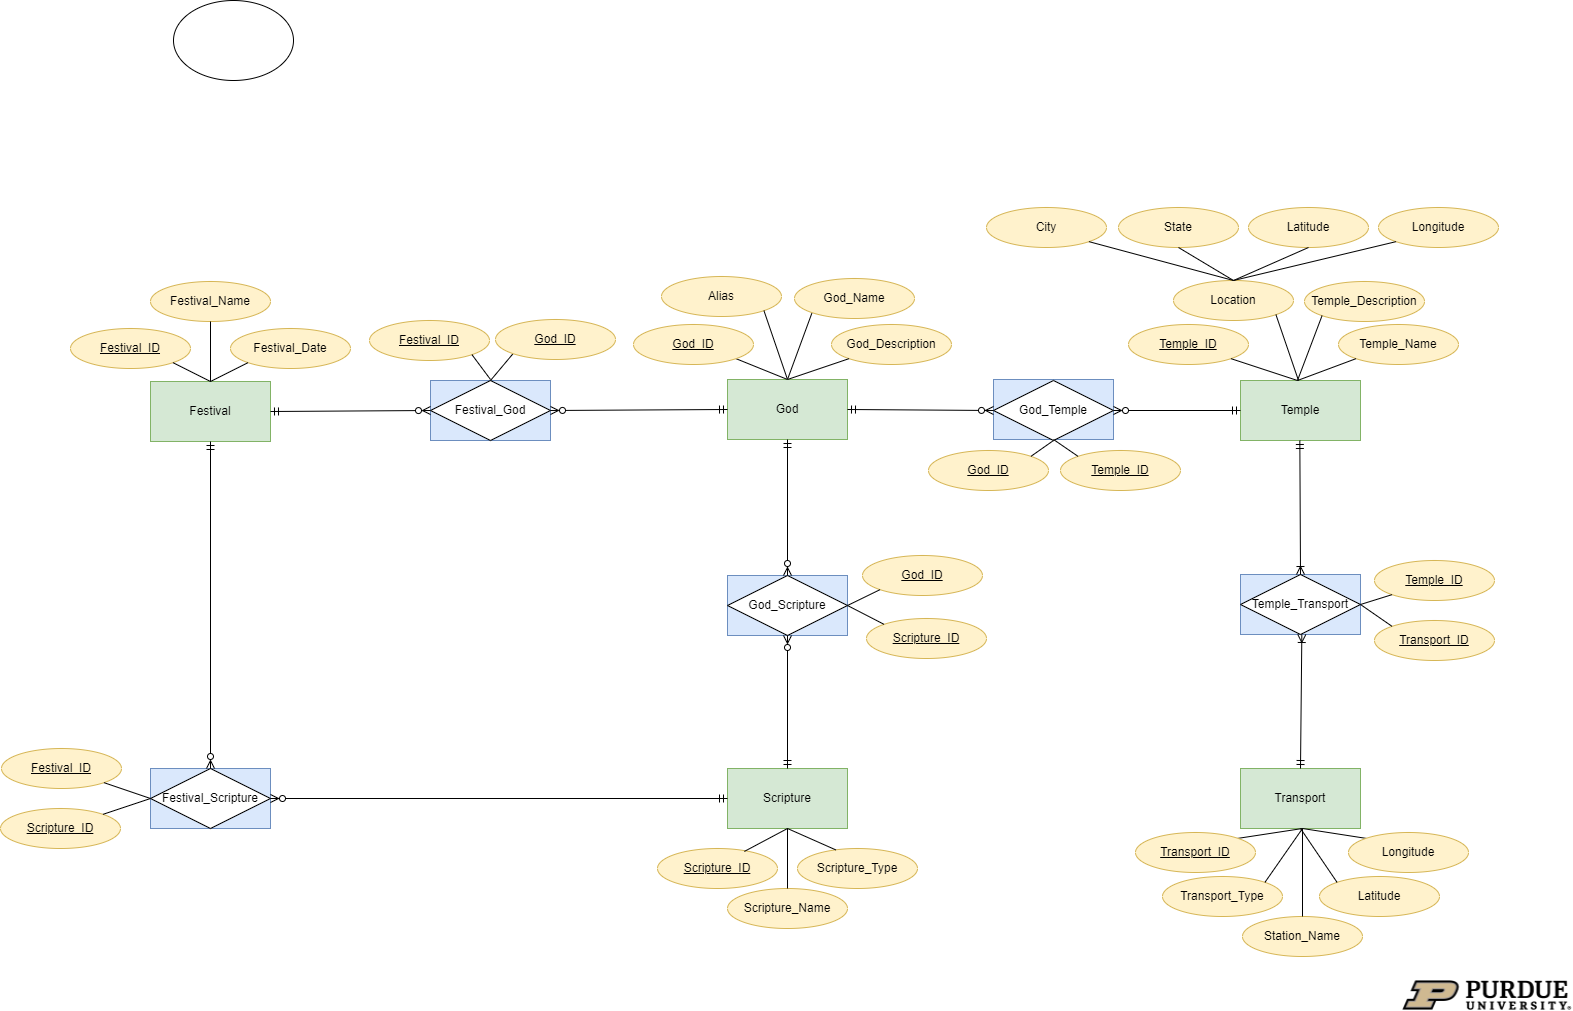 City
State
Latitude
Longitude
Festival_Name
Alias
God_Name
Location
Temple_Description
Festival_ID
Festival_Date
Festival_ID
God_ID
God_ID
God_Description
Temple_ID
Temple_Name
Festival
Festival_God
God
God_Temple
Temple
God_ID
Temple_ID
God_ID
Scripture_ID
God_Scripture
Temple_ID
Temple_Transport
Transport_ID
Festival_ID
Festival_Scripture
Scripture_ID
Scripture
Transport
Scripture_ID
Scripture_Type
Scripture_Name
Transport_ID
Longitude
Transport_Type
Latitude
Station_Name
PURDUE
UNIVERSITY®